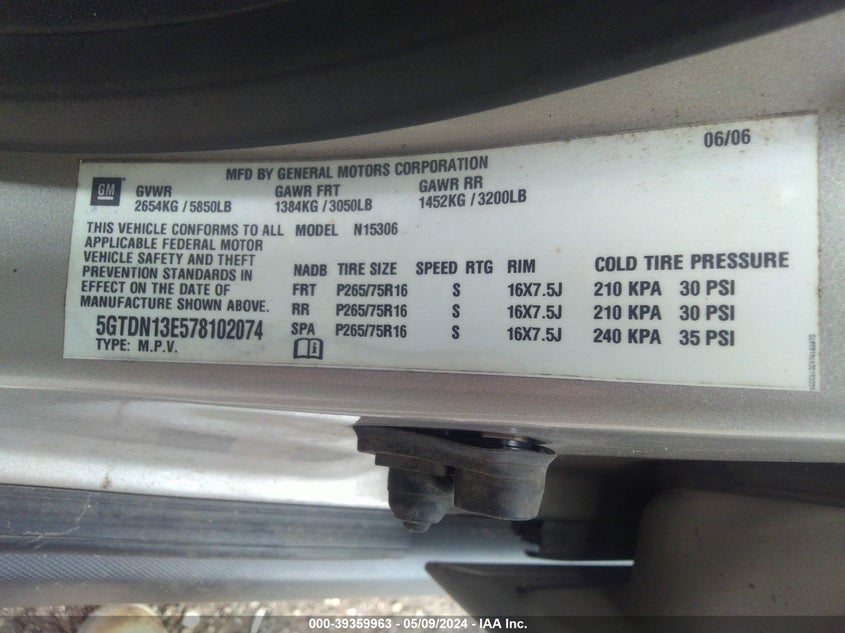 06/06
MFD BY GENERAL MOTORS CORPORATION
GM
GVWR GAWR FRT GAWR RR
2654KG / 5850LB 1384KG / 3050LB 1452KG / 3200LB
THIS VEHICLE CONFORMS TO ALL MODEL N15306
APPLICABLE FEDERAL MOTOR
VEHICLE SAFETY AND THEFT
PREVENTION STANDARDS IN
EFFECT ON THE DATE OF
MANUFACTURE SHOWN ABOVE.
5GTDN13E578102074
TYPE: M.P.V.
NADB TIRE SIZE SPEED RTG RIM COLD TIRE PRESSURE
FRT P265/75R16 S 16X7.5J 210 KPA 30 PSI
RR P265/75R16 S 16X7.5J 210 KPA 30 PSI
SPA P265/75R16 S 16X7.5J 240 KPA 35 PSI
000-39359963 - 05/09/2024 - IAA Inc.